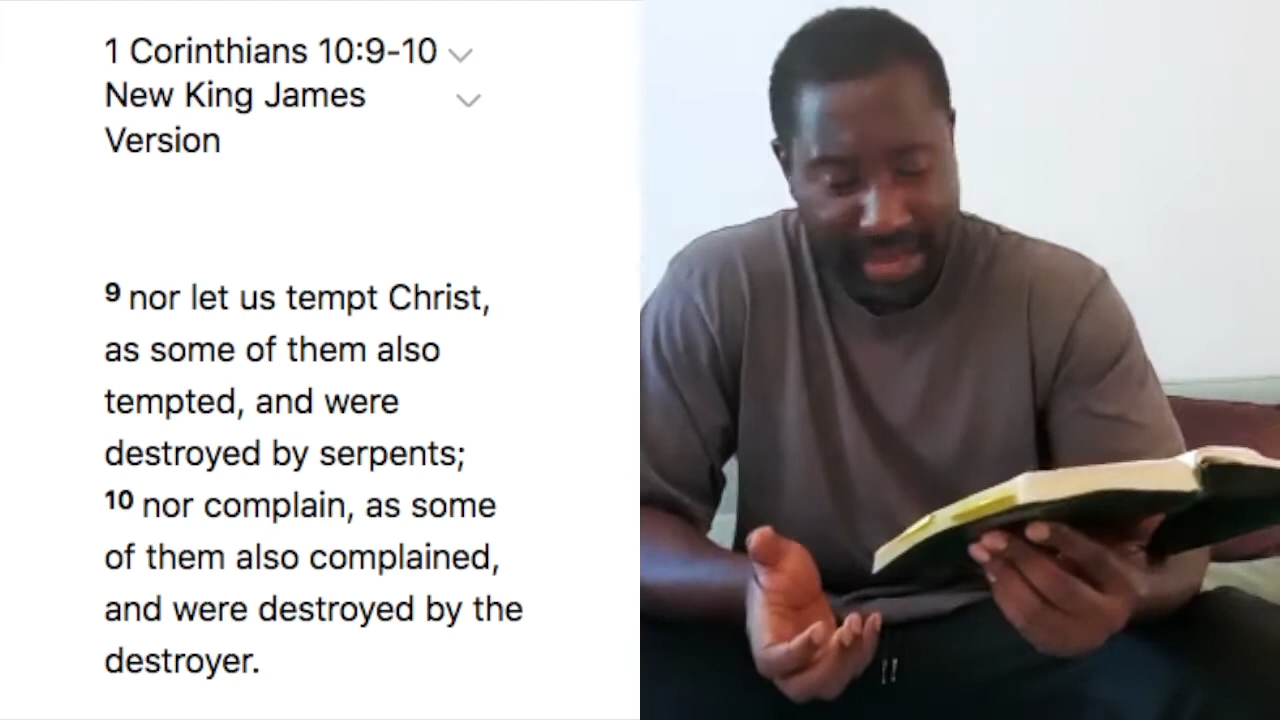 1 Corinthians 10:9-10
New King James
Version
9 nor let us tempt Christ,
as some of them also
tempted, and were
destroyed by serpents;
10 nor complain, as some
of them also complained,
and were destroyed by the
destroyer.